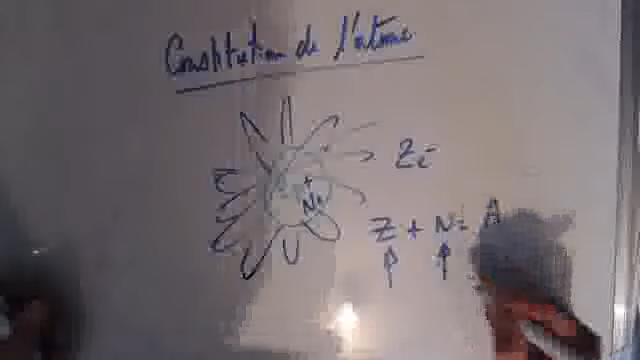 Constitution de l'atome
Ze-
+
Z + N = A